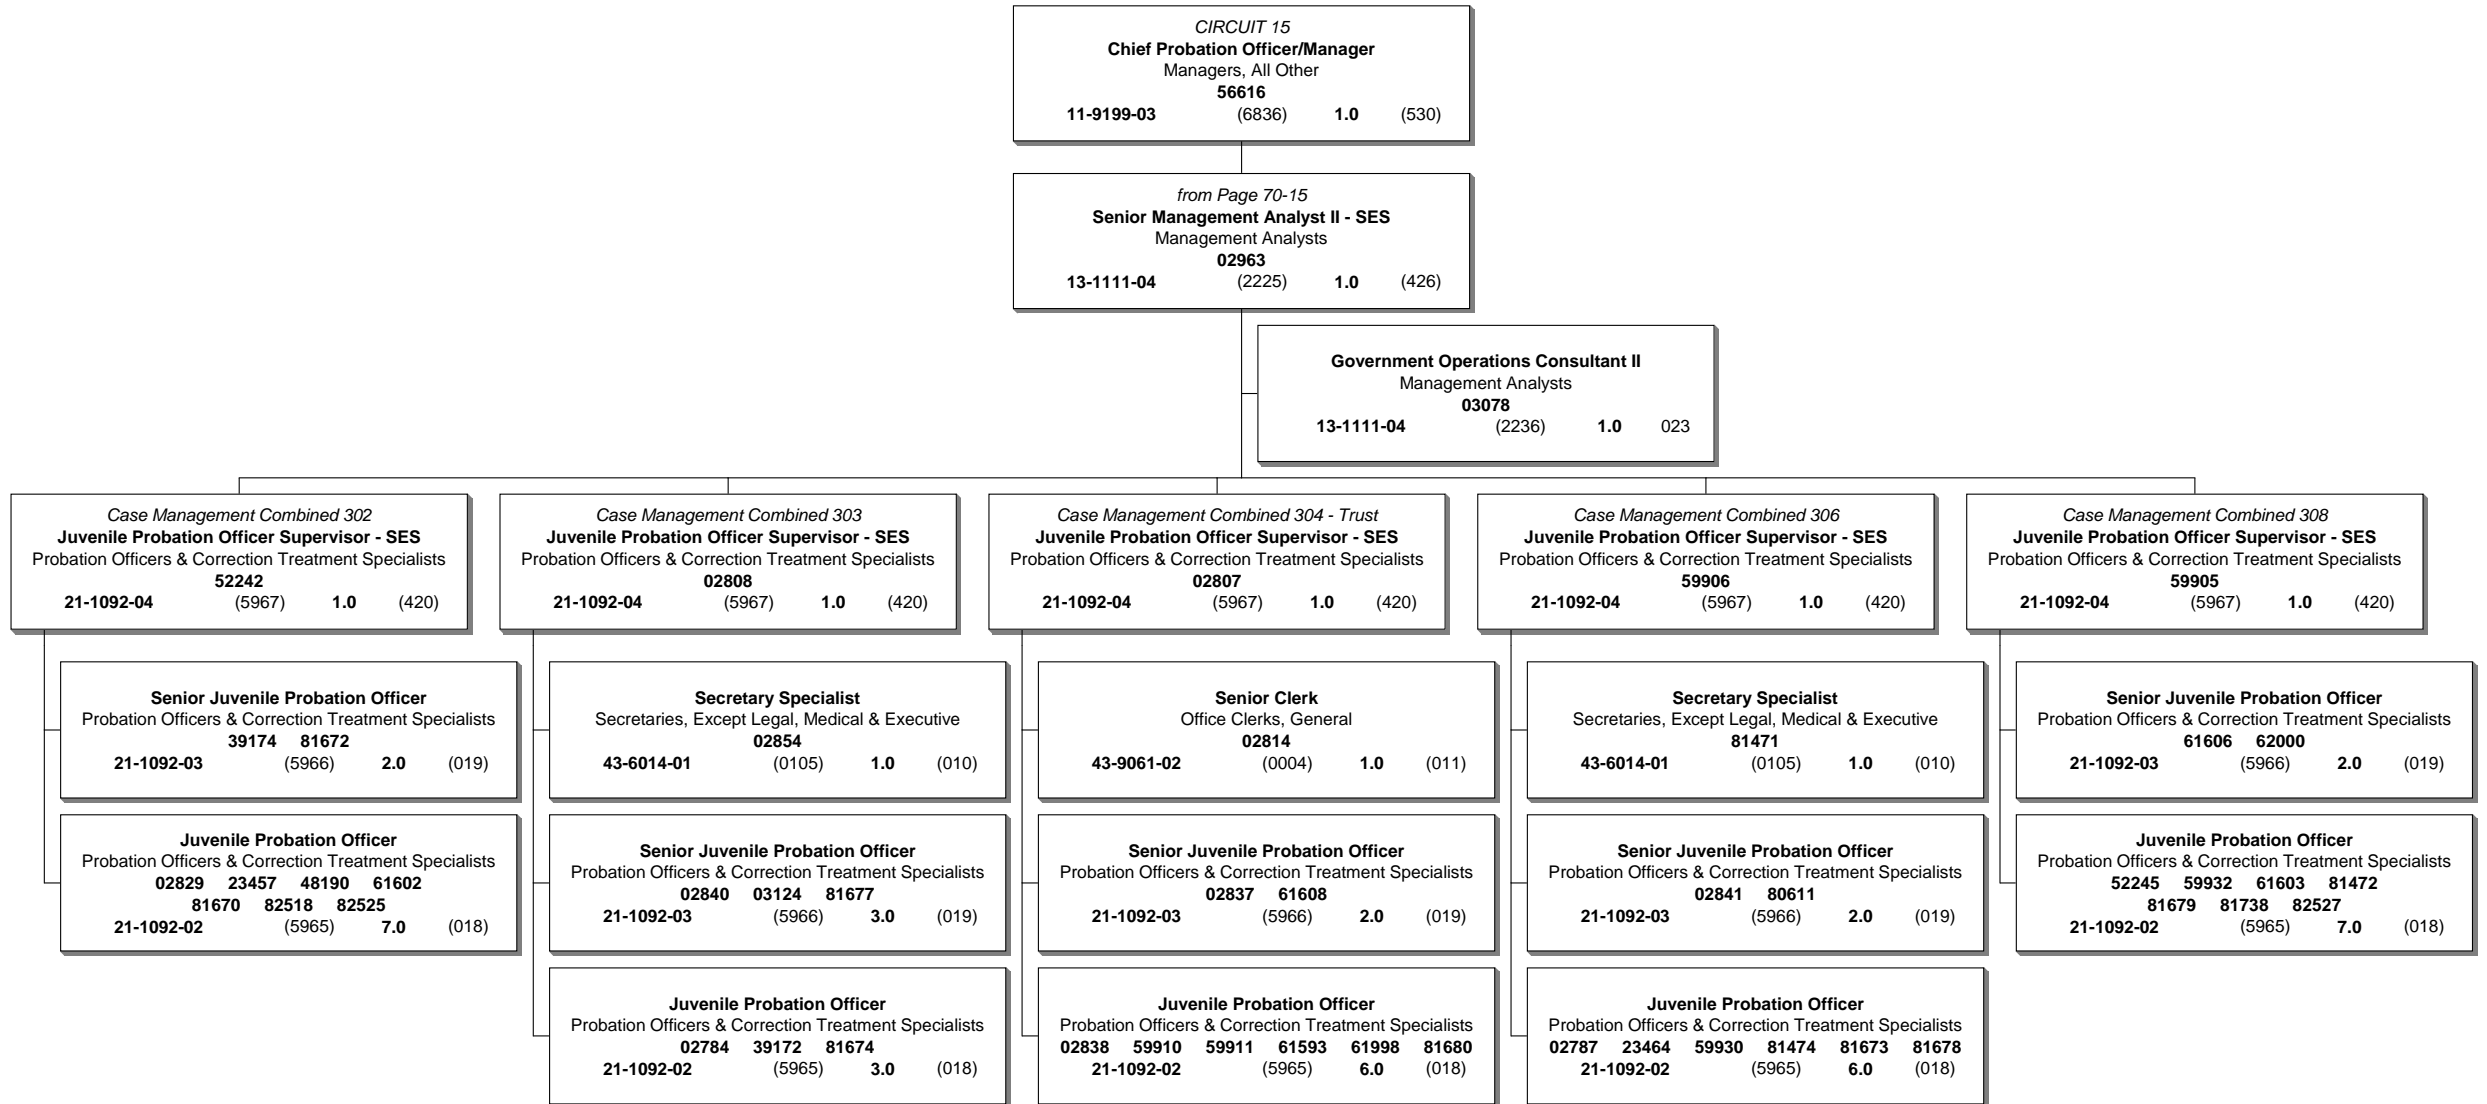 CIRCUIT 15
Chief Probation Officer/Manager
Managers, All Other
56616
11-9199-03 (6836) 1.0 (530)
from Page 70-15
Senior Management Analyst II - SES
Management Analysts
02963
13-1111-04 (2225) 1.0 (426)
Government Operations Consultant II
Management Analysts
03078
13-1111-04 (2236) 1.0 023
Case Management Combined 302
Juvenile Probation Officer Supervisor - SES
Probation Officers & Correction Treatment Specialists
52242
21-1092-04 (5967) 1.0 (420)
Senior Juvenile Probation Officer
Probation Officers & Correction Treatment Specialists
39174 81672
21-1092-03 (5966) 2.0 (019)
Juvenile Probation Officer
Probation Officers & Correction Treatment Specialists
02829 23457 48190 61602
81670 82518 82525
21-1092-02 (5965) 7.0 (018)
Case Management Combined 303
Juvenile Probation Officer Supervisor - SES
Probation Officers & Correction Treatment Specialists
02808
21-1092-04 (5967) 1.0 (420)
Secretary Specialist
Secretaries, Except Legal, Medical & Executive
02854
43-6014-01 (0105) 1.0 (010)
Senior Juvenile Probation Officer
Probation Officers & Correction Treatment Specialists
02840 03124 81677
21-1092-03 (5966) 3.0 (019)
Juvenile Probation Officer
Probation Officers & Correction Treatment Specialists
02784 39172 81674
21-1092-02 (5965) 3.0 (018)
Case Management Combined 304 - Trust
Juvenile Probation Officer Supervisor - SES
Probation Officers & Correction Treatment Specialists
02807
21-1092-04 (5967) 1.0 (420)
Senior Clerk
Office Clerks, General
02814
43-9061-02 (0004) 1.0 (011)
Senior Juvenile Probation Officer
Probation Officers & Correction Treatment Specialists
02837 61608
21-1092-03 (5966) 2.0 (019)
Juvenile Probation Officer
Probation Officers & Correction Treatment Specialists
02838 59910 59911 61593 61998 81680
21-1092-02 (5965) 6.0 (018)
Case Management Combined 306
Juvenile Probation Officer Supervisor - SES
Probation Officers & Correction Treatment Specialists
59906
21-1092-04 (5967) 1.0 (420)
Secretary Specialist
Secretaries, Except Legal, Medical & Executive
81471
43-6014-01 (0105) 1.0 (010)
Senior Juvenile Probation Officer
Probation Officers & Correction Treatment Specialists
02841 80611
21-1092-03 (5966) 2.0 (019)
Juvenile Probation Officer
Probation Officers & Correction Treatment Specialists
02787 23464 59930 81474 81673 81678
21-1092-02 (5965) 6.0 (018)
Case Management Combined 308
Juvenile Probation Officer Supervisor - SES
Probation Officers & Correction Treatment Specialists
59905
21-1092-04 (5967) 1.0 (420)
Senior Juvenile Probation Officer
Probation Officers & Correction Treatment Specialists
61606 62000
21-1092-03 (5966) 2.0 (019)
Juvenile Probation Officer
Probation Officers & Correction Treatment Specialists
52245 59932 61603 81472
81679 81738 82527
21-1092-02 (5965) 7.0 (018)